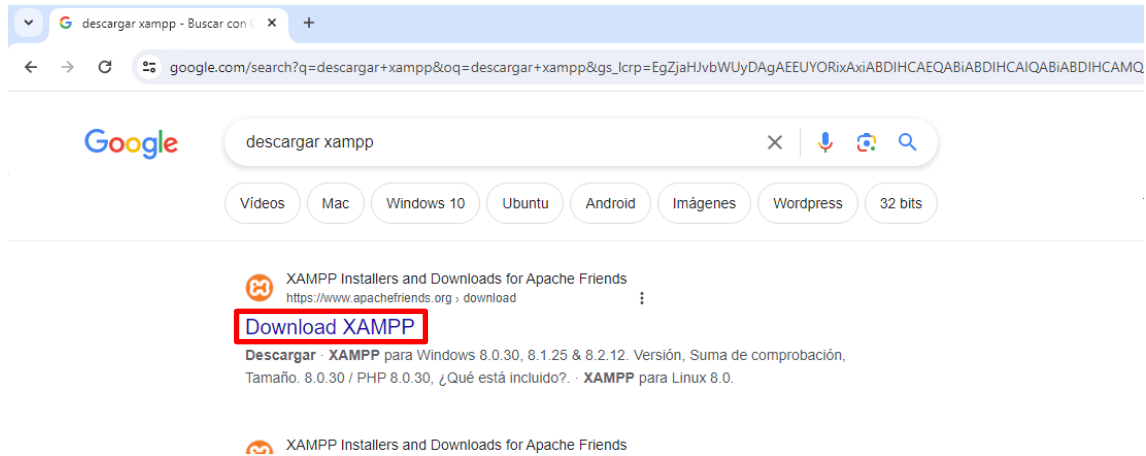 descargar xampp - Buscar con G
google.com/search?q=descargar+xampp&oq=descargar+xampp&gs_lcrp=EgZjaHJvbWUyDAgAEEUYORixAxiABDIHCAEQABiABDIHCAIQABiABDIHCAMQ
Google
descargar xampp
Vídeos
Mac
Windows 10
Ubuntu
Android
Imágenes
Wordpress
32 bits
XAMPP Installers and Downloads for Apache Friends
https://www.apachefriends.org › download
Download XAMPP
Descargar · XAMPP para Windows 8.0.30, 8.1.25 & 8.2.12. Versión, Suma de comprobación,
Tamaño. 8.0.30 / PHP 8.0.30, ¿Qué está incluido?. · XAMPP para Linux 8.0.
XAMPP Installers and Downloads for Apache Friends